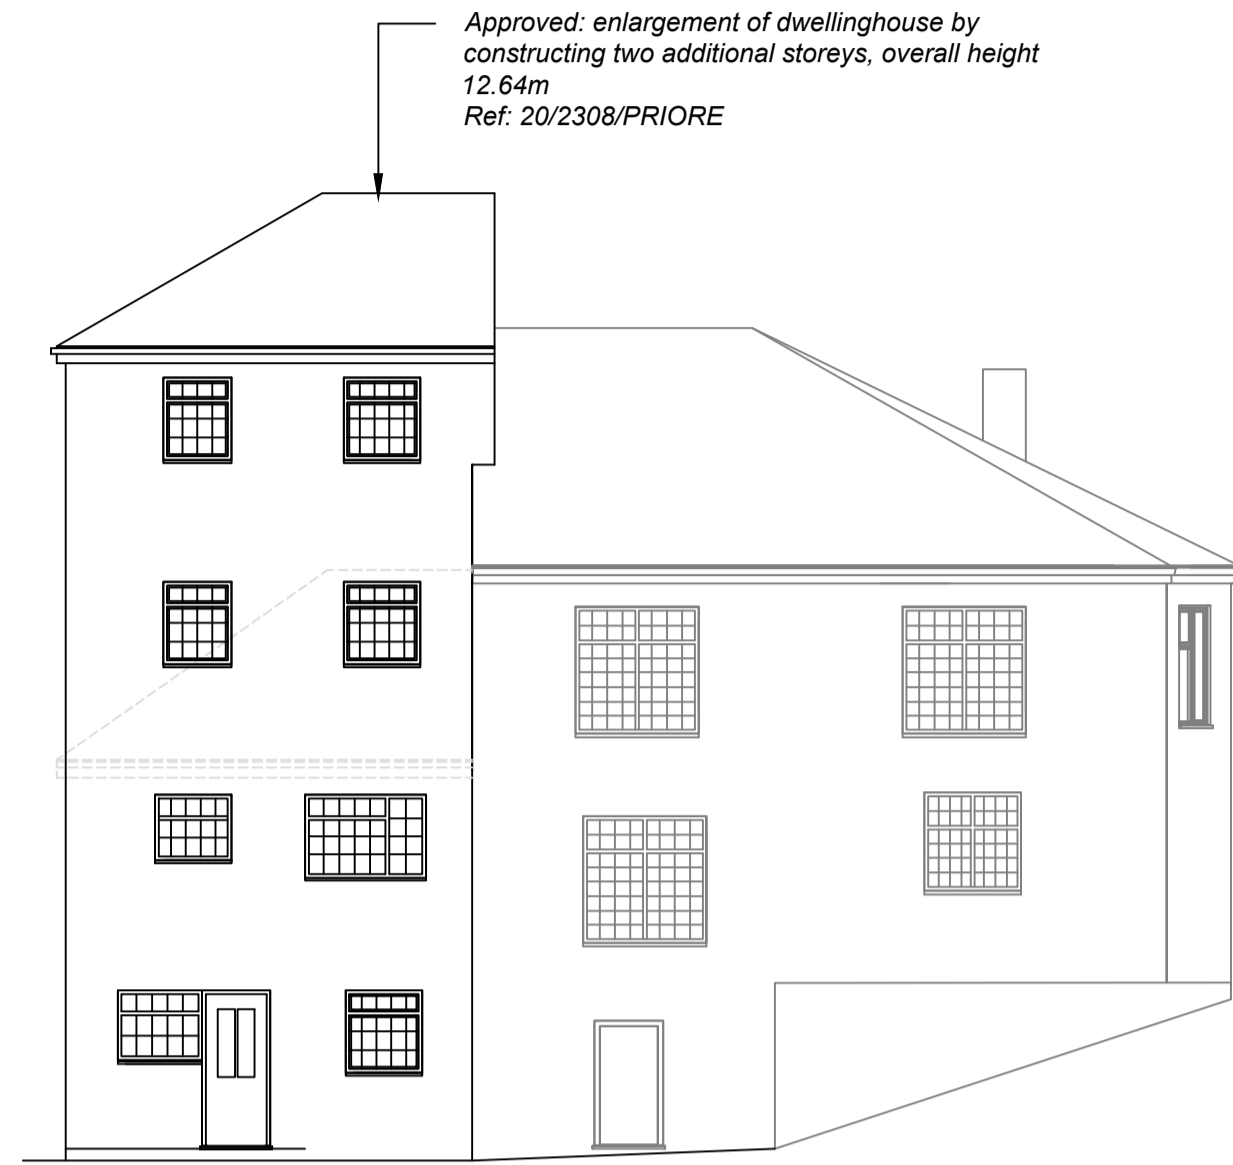 Approved: enlargement of dwellinghouse by
constructing two additional storeys, overall height
12.64m
Ref: 20/2308/PRIORE